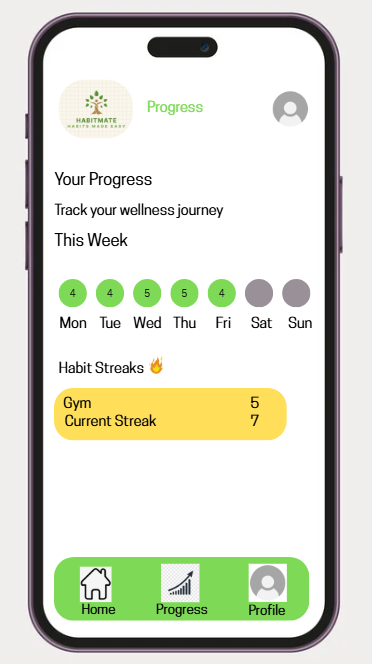 HABITMATE
HABITS MADE EASY
Progress
Your Progress
Track your wellness journey
This Week
4 4 5 5 4
Mon Tue Wed Thu Fri Sat Sun
Habit Streaks 🔥
Gym 5
Current Streak 7
Home Progress Profile